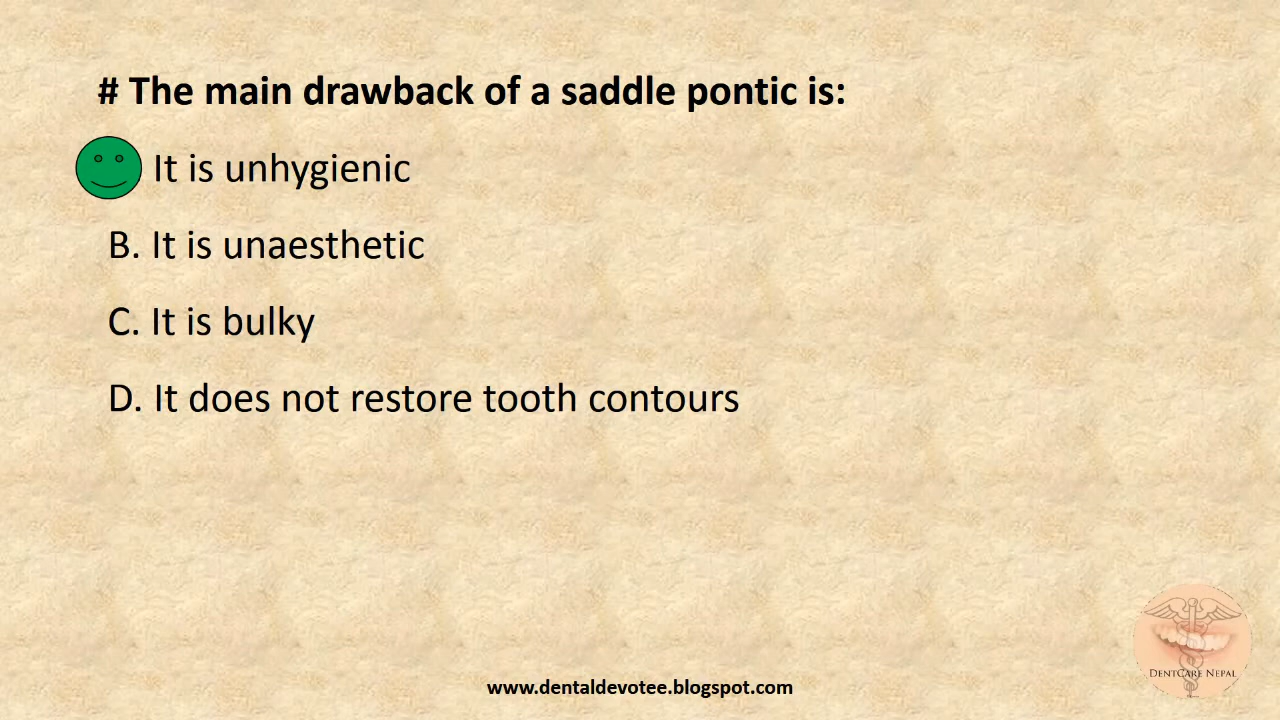 # The main drawback of a saddle pontic is:
It is unhygienic
B. It is unaesthetic
C. It is bulky
D. It does not restore tooth contours
DentCare Nepal
www.dentaldevotee.blogspot.com